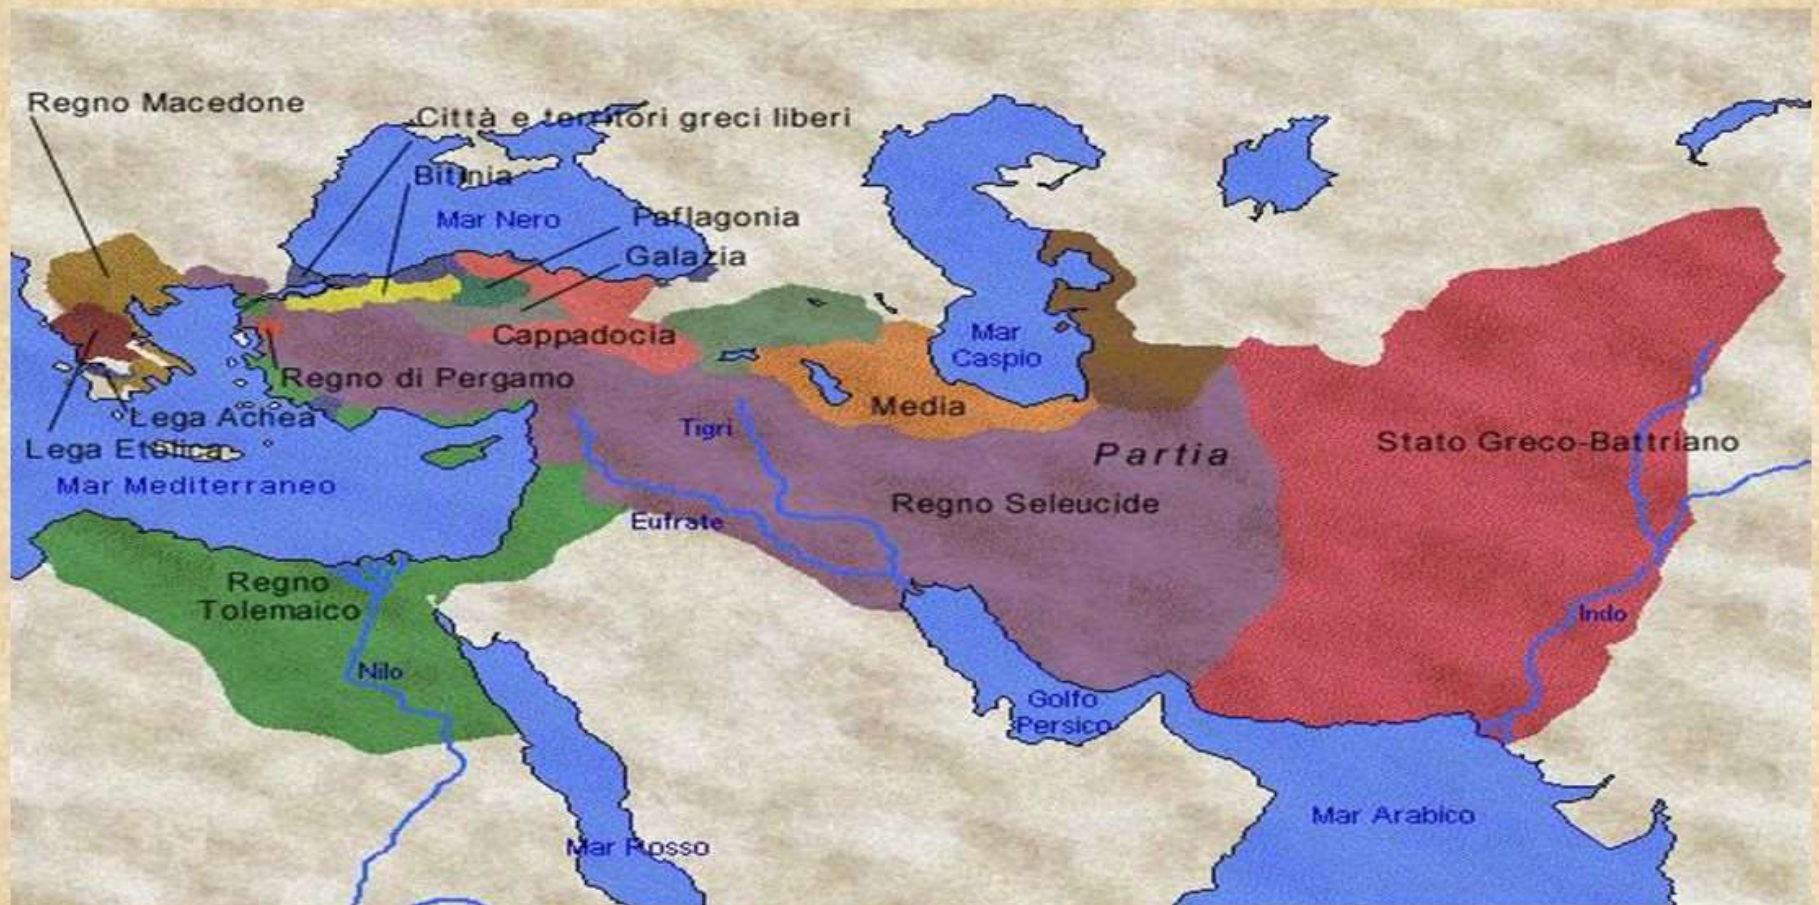 Regno Macedone
Città e territori greci liberi
Bitinia
Mar Nero
Paflagonia
Galazia
Cappadocia
Mar
Caspio
Regno di Pergamo
Media
Lega Achea
Tigri
Lega Etolica
Partia
Stato Greco-Battriano
Mar Mediterraneo
Regno Seleucide
Eufrate
Regno
Tolemaico
Indo
Nilo
Golfo
Persico
Mar Arabico
Mar Rosso